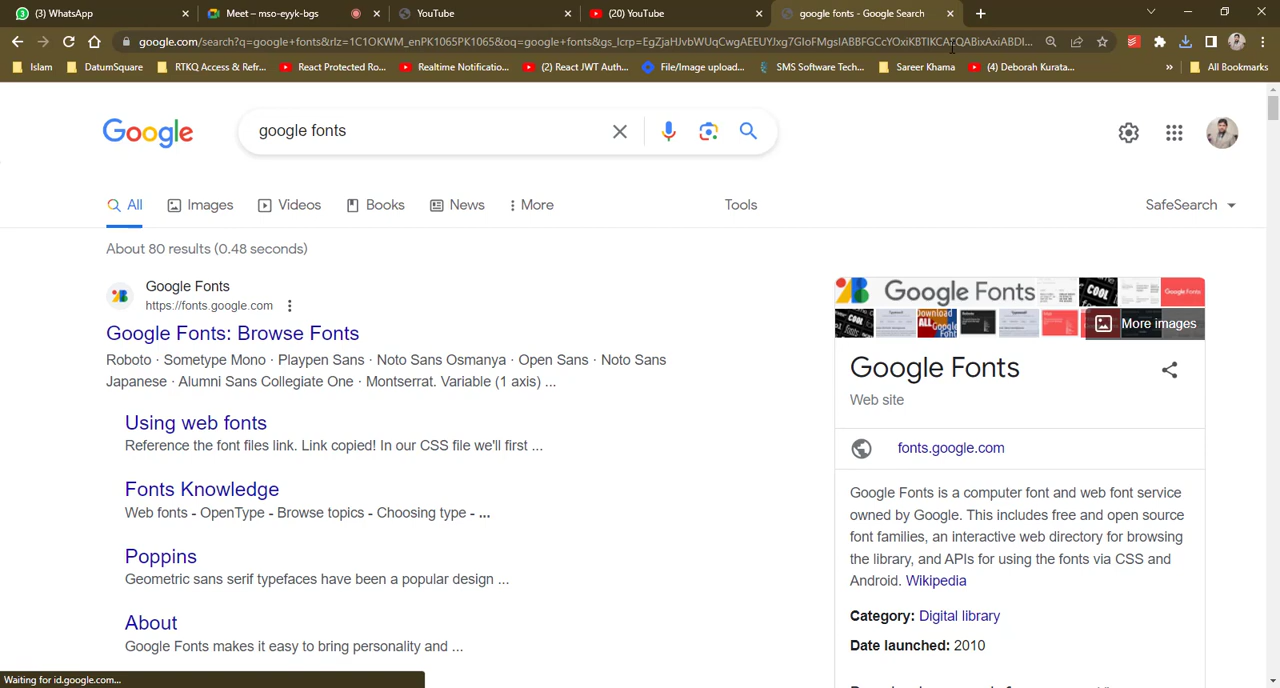 (3) WhatsApp
Meet – mso-eyyk-bgs
YouTube
(20) YouTube
google fonts - Google Search
Islam
DatumSquare
RTKQ Access & Refr...
React Protected Ro...
Realtime Notificatio...
(2) React JWT Auth...
File/Image upload...
SMS Software Tech...
Sareer Khama
(4) Deborah Kurata...
»
All Bookmarks
Google
google fonts
All
Images
Videos
Books
News
More
Tools
SafeSearch
About 80 results (0.48 seconds)
Google Fonts
https://fonts.google.com
Google Fonts: Browse Fonts
Roboto · Sometype Mono · Playpen Sans · Noto Sans Osmanya · Open Sans · Noto Sans
Japanese · Alumni Sans Collegiate One · Montserrat. Variable (1 axis) ...
Using web fonts
Reference the font files link. Link copied! In our CSS file we'll first ...
Fonts Knowledge
Web fonts - OpenType - Browse topics - Choosing type - ...
Poppins
Geometric sans serif typefaces have been a popular design ...
About
Google Fonts makes it easy to bring personality and ...
Google Fonts
COOL
Google Fonts
More images
Google Fonts
Web site
fonts.google.com
Google Fonts is a computer font and web font service
owned by Google. This includes free and open source
font families, an interactive web directory for browsing
the library, and APIs for using the fonts via CSS and
Android. Wikipedia
Category: Digital library
Date launched: 2010
Waiting for id.google.com...